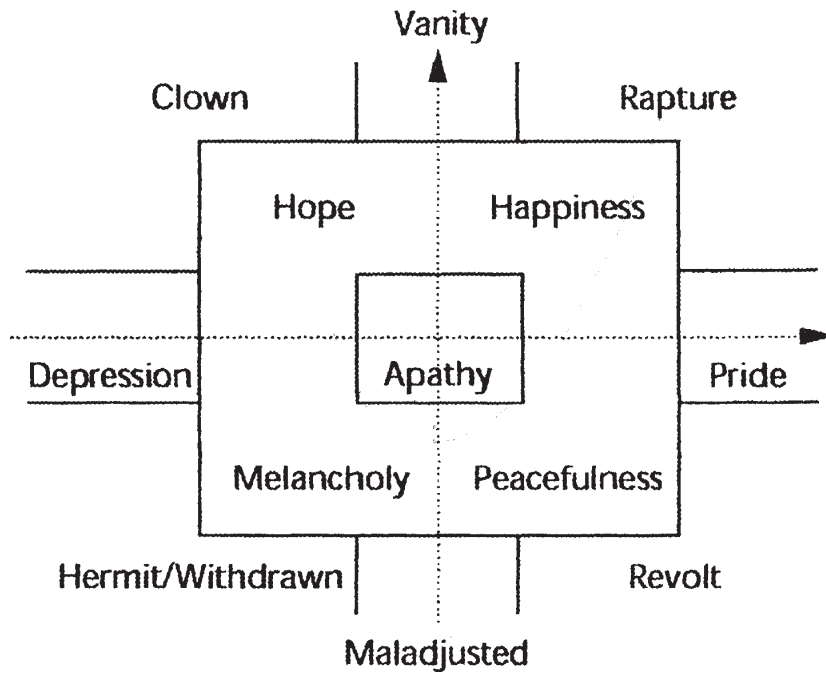 Vanity
Clown Rapture
Hope Happiness
Depression Apathy Pride
Melancholy Peacefulness
Hermit/Withdrawn Revolt
Maladjusted